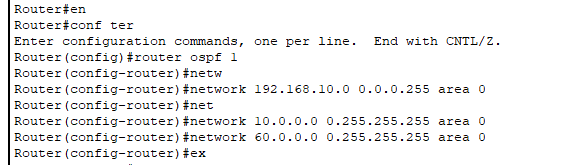 Router#en
Router#conf ter
Enter configuration commands, one per line.  End with CNTL/Z.
Router(config)#router ospf 1
Router(config-router)#netw
Router(config-router)#network 192.168.10.0 0.0.0.255 area 0
Router(config-router)#net
Router(config-router)#network 10.0.0.0 0.255.255.255 area 0
Router(config-router)#network 60.0.0.0 0.255.255.255 area 0
Router(config-router)#ex